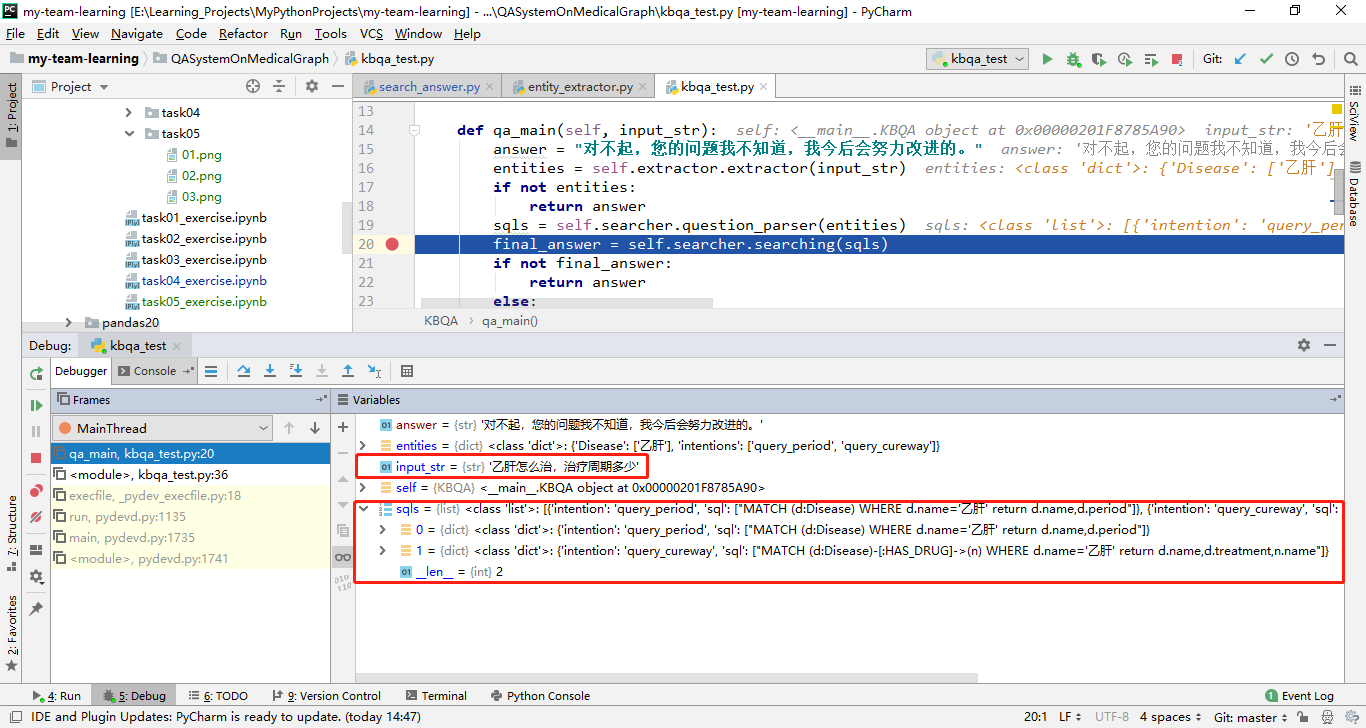 my-team-learning [E:\Learning_Projects\MyPythonProjects\my-team-learning] - ...\QASystemOnMedicalGraph\kbqa_test.py [my-team-learning] - PyCharm
File Edit View Navigate Code Refactor Run Tools VCS Window Help
my-team-learning QASystemOnMedicalGraph kbqa_test.py kbqa_test Git:
1: Project
Project
search_answer.py entity_extractor.py kbqa_test.py
SciView
Database
task04
task05
01.png
02.png
03.png
task01_exercise.ipynb
task02_exercise.ipynb
task03_exercise.ipynb
task04_exercise.ipynb
task05_exercise.ipynb
pandas20
13
14 def qa_main(self, input_str): self: <__main__.KBQA object at 0x00000201F8785A90> input_str: '乙肝
15 answer = "对不起，您的问题我不知道，我今后会努力改进的。" answer: '对不起，您的问题我不知道，我今后会
16 entities = self.extractor.extractor(input_str) entities: <class 'dict'>: {'Disease': ['乙肝']
17 if not entities:
18 return answer
19 sqls = self.searcher.question_parser(entities) sqls: <class 'list'>: [{'intention': 'query_per
20 final_answer = self.searcher.searching(sqls)
21 if not final_answer:
22 return answer
23 else:
KBQA qa_main()
Debug: kbqa_test
Debugger Console
Frames
MainThread
qa_main, kbqa_test.py:20
<module>, kbqa_test.py:36
execfile, _pydev_execfile.py:18
run, pydevd.py:1135
main, pydevd.py:1735
<module>, pydevd.py:1741
Variables
answer = {str} '对不起，您的问题我不知道，我今后会努力改进的。'
entities = {dict} <class 'dict'>: {'Disease': ['乙肝'], 'intentions': ['query_period', 'query_cureway']}
input_str = {str} '乙肝怎么治，治疗周期多少'
self = {KBQA} <__main__.KBQA object at 0x00000201F8785A90>
sqls = {list} <class 'list'>: [{'intention': 'query_period', 'sql': ["MATCH (d:Disease) WHERE d.name='乙肝' return d.name,d.period"]}, {'intention': 'query_cureway', 'sql':
0 = {dict} <class 'dict'>: {'intention': 'query_period', 'sql': ["MATCH (d:Disease) WHERE d.name='乙肝' return d.name,d.period"]}
1 = {dict} <class 'dict'>: {'intention': 'query_cureway', 'sql': ["MATCH (d:Disease)-[:HAS_DRUG]->(n) WHERE d.name='乙肝' return d.name,d.treatment,n.name"]}
__len__ = {int} 2
7: Structure
2: Favorites
4: Run 5: Debug 6: TODO 9: Version Control Terminal Python Console 1 Event Log
IDE and Plugin Updates: PyCharm is ready to update. (today 14:47) 20:1 LF UTF-8 4 spaces Git: master